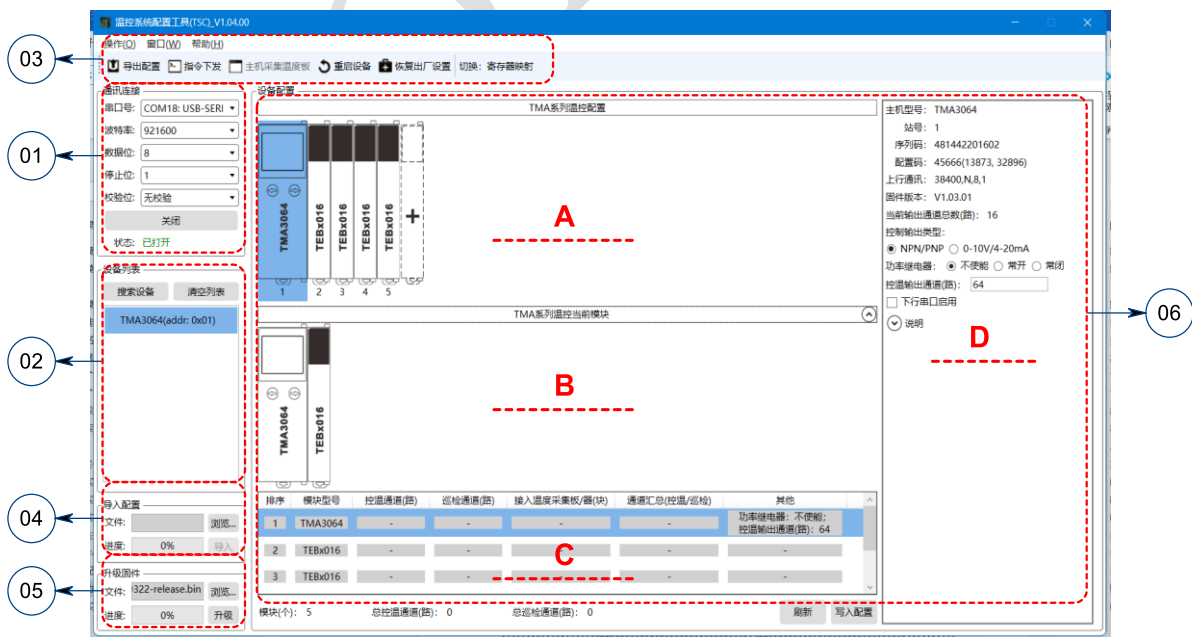 温控系统配置工具(TSC)_V1.04.00
操作(O) 窗口(W) 帮助(H)
导出配置 指令下发 主机采集温度板 重启设备 恢复出厂设置 切换: 寄存器映射
03
通讯连接
串口号: COM18: USB-SERI
波特率: 921600
数据位: 8
停止位: 1
校验位: 无校验
关闭
状态: 已打开
01
设备列表
搜索设备 清空列表
TMA3064(addr: 0x01)
02
导入配置
文件: 浏览...
进度: 0% 导入
04
升级固件
文件: 322-release.bin 浏览...
进度: 0% 升级
05
设备配置
TMA系列温控配置
TMA3064 TEBx016 TEBx016 TEBx016 TEBx016 +
1 2 3 4 5
A
TMA系列温控当前模块
TMA3064 TEBx016
B
排序 模块型号 控温通道(路) 巡检通道(路) 接入温度采集板/器(块) 通道汇总(控温/巡检) 其他
1 TMA3064 - - - - 功率继电器: 不使能;
控温输出通道(路): 64
2 TEBx016 - - - - -
3 TEBx016 - - - - -
C
模块(个): 5 总控温通道(路): 0 总巡检通道(路): 0 刷新 写入配置
主机型号: TMA3064
站号: 1
序列码: 481442201602
配置码: 45666(13873, 32896)
上行通讯: 38400,N,8,1
固件版本: V1.03.01
当前输出通道总数(路): 16
控制输出类型:
NPN/PNP 0-10V/4-20mA
功率继电器: 不使能 常开 常闭
控温输出通道(路): 64
下行串口启用
说明
D
06